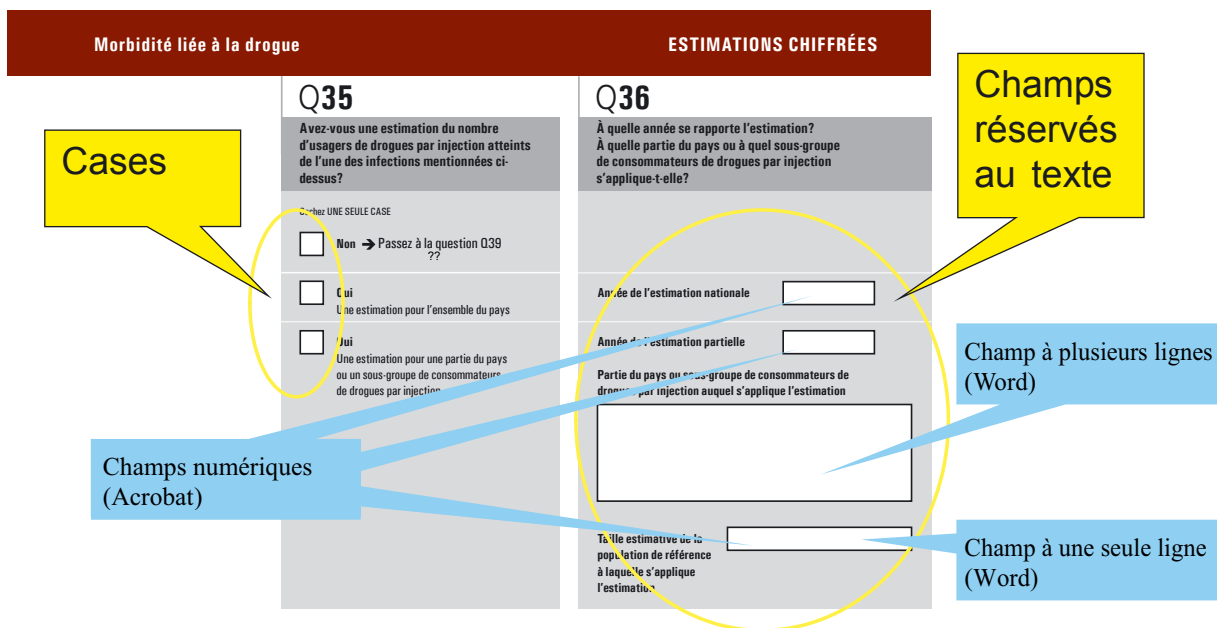 Morbidité liée à la drogue
ESTIMATIONS CHIFFRÉES
Cases
Q35
Avez-vous une estimation du nombre
d'usagers de drogues par injection atteints
de l'une des infections mentionnées ci-
dessus?
Cochez UNE SEULE CASE
Non ➔ Passez à la question Q39
??
Oui
Une estimation pour l'ensemble du pays
Oui
Une estimation pour une partie du pays
ou un sous-groupe de consommateurs
de drogues par injection
Q36
À quelle année se rapporte l'estimation?
À quelle partie du pays ou à quel sous-groupe
de consommateurs de drogues par injection
s'applique-t-elle?
Année de l'estimation nationale
Année de l'estimation partielle
Partie du pays ou sous-groupe de consommateurs de
drogues par injection auquel s'applique l'estimation
Taille estimative de la
population de référence
à laquelle s'applique
l'estimation
Champs
réservés
au texte
Champ à plusieurs lignes
(Word)
Champs numériques
(Acrobat)
Champ à une seule ligne
(Word)